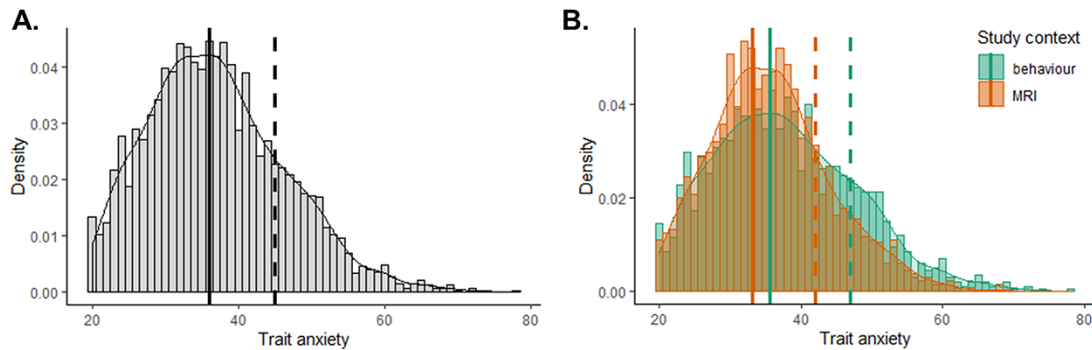 A.
Density
0.04
0.03
0.02
0.01
0.00
20
40
60
80
Trait anxiety
B.
Density
0.04
0.02
0.00
20
40
60
80
Trait anxiety
Study context
behaviour
MRI